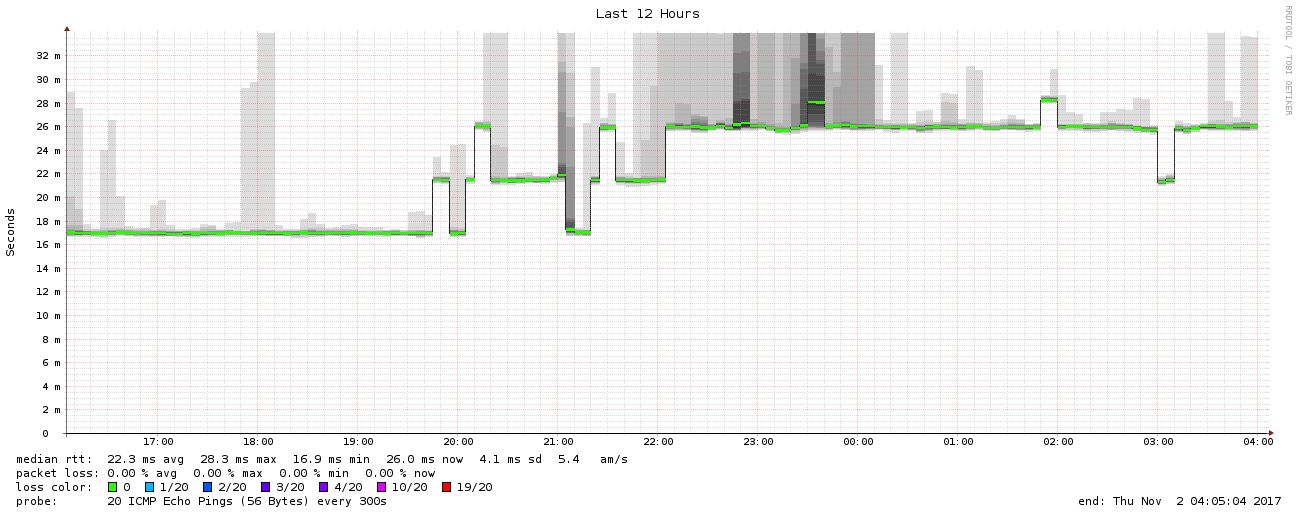 Last 12 Hours
RRDTOOL / TOBI OETIKER
Seconds
32 m
30 m
28 m
26 m
24 m
22 m
20 m
18 m
16 m
14 m
12 m
10 m
8 m
6 m
4 m
2 m
0
17:00 18:00 19:00 20:00 21:00 22:00 23:00 00:00 01:00 02:00 03:00 04:00
median rtt: 22.3 ms avg 28.3 ms max 16.9 ms min 26.0 ms now 4.1 ms sd 5.4 am/s
packet loss: 0.00 % avg 0.00 % max 0.00 % min 0.00 % now
loss color: 0 1/20 2/20 3/20 4/20 10/20 19/20
probe: 20 ICMP Echo Pings (56 Bytes) every 300s end: Thu Nov 2 04:05:04 2017